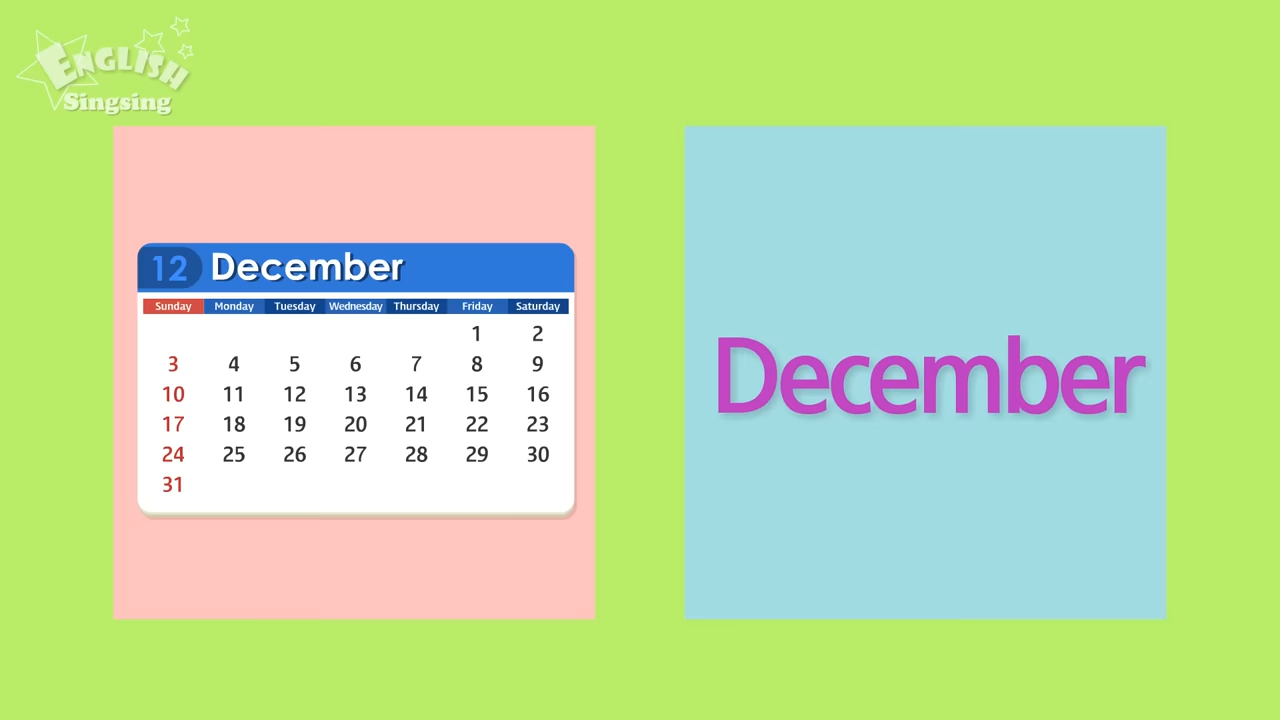 ENGLISH
Singsing
12 December
Sunday Monday Tuesday Wednesday Thursday Friday Saturday
1 2
3 4 5 6 7 8 9
10 11 12 13 14 15 16
17 18 19 20 21 22 23
24 25 26 27 28 29 30
31
December